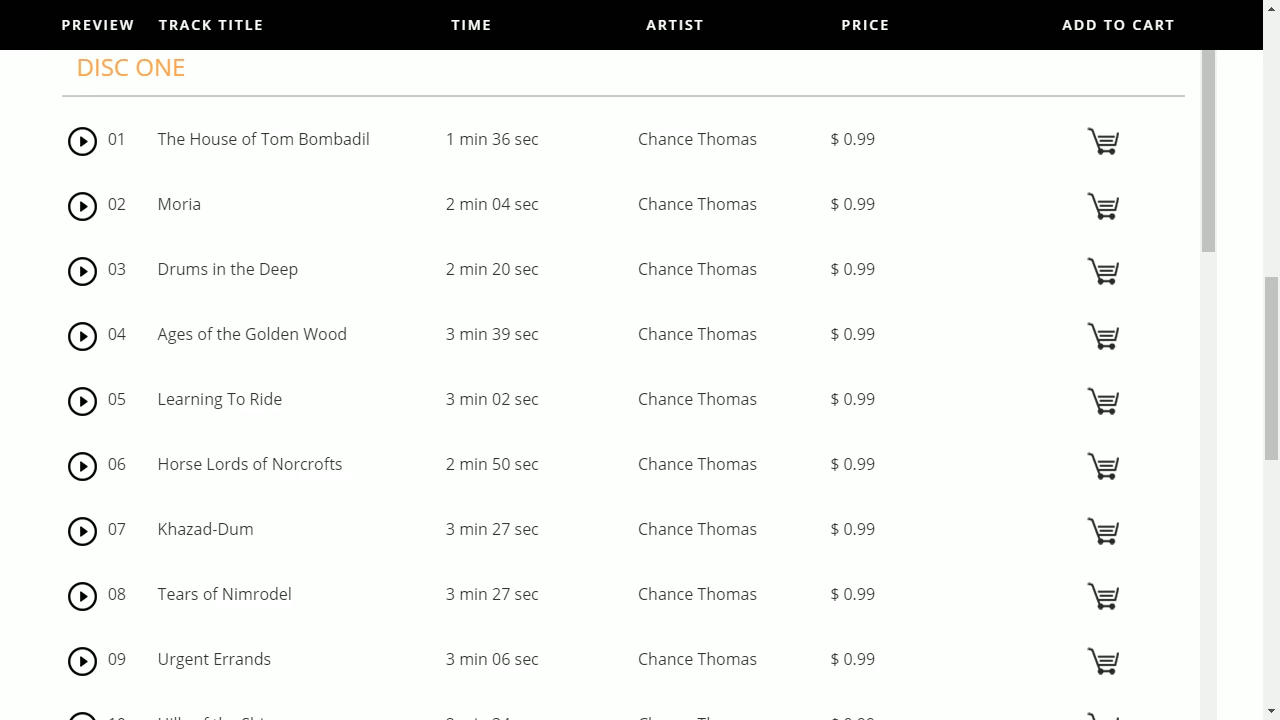 PREVIEW TRACK TITLE TIME ARTIST PRICE ADD TO CART
DISC ONE
01 The House of Tom Bombadil 1 min 36 sec Chance Thomas $ 0.99
02 Moria 2 min 04 sec Chance Thomas $ 0.99
03 Drums in the Deep 2 min 20 sec Chance Thomas $ 0.99
04 Ages of the Golden Wood 3 min 39 sec Chance Thomas $ 0.99
05 Learning To Ride 3 min 02 sec Chance Thomas $ 0.99
06 Horse Lords of Norcrofts 2 min 50 sec Chance Thomas $ 0.99
07 Khazad-Dum 3 min 27 sec Chance Thomas $ 0.99
08 Tears of Nimrodel 3 min 27 sec Chance Thomas $ 0.99
09 Urgent Errands 3 min 06 sec Chance Thomas $ 0.99